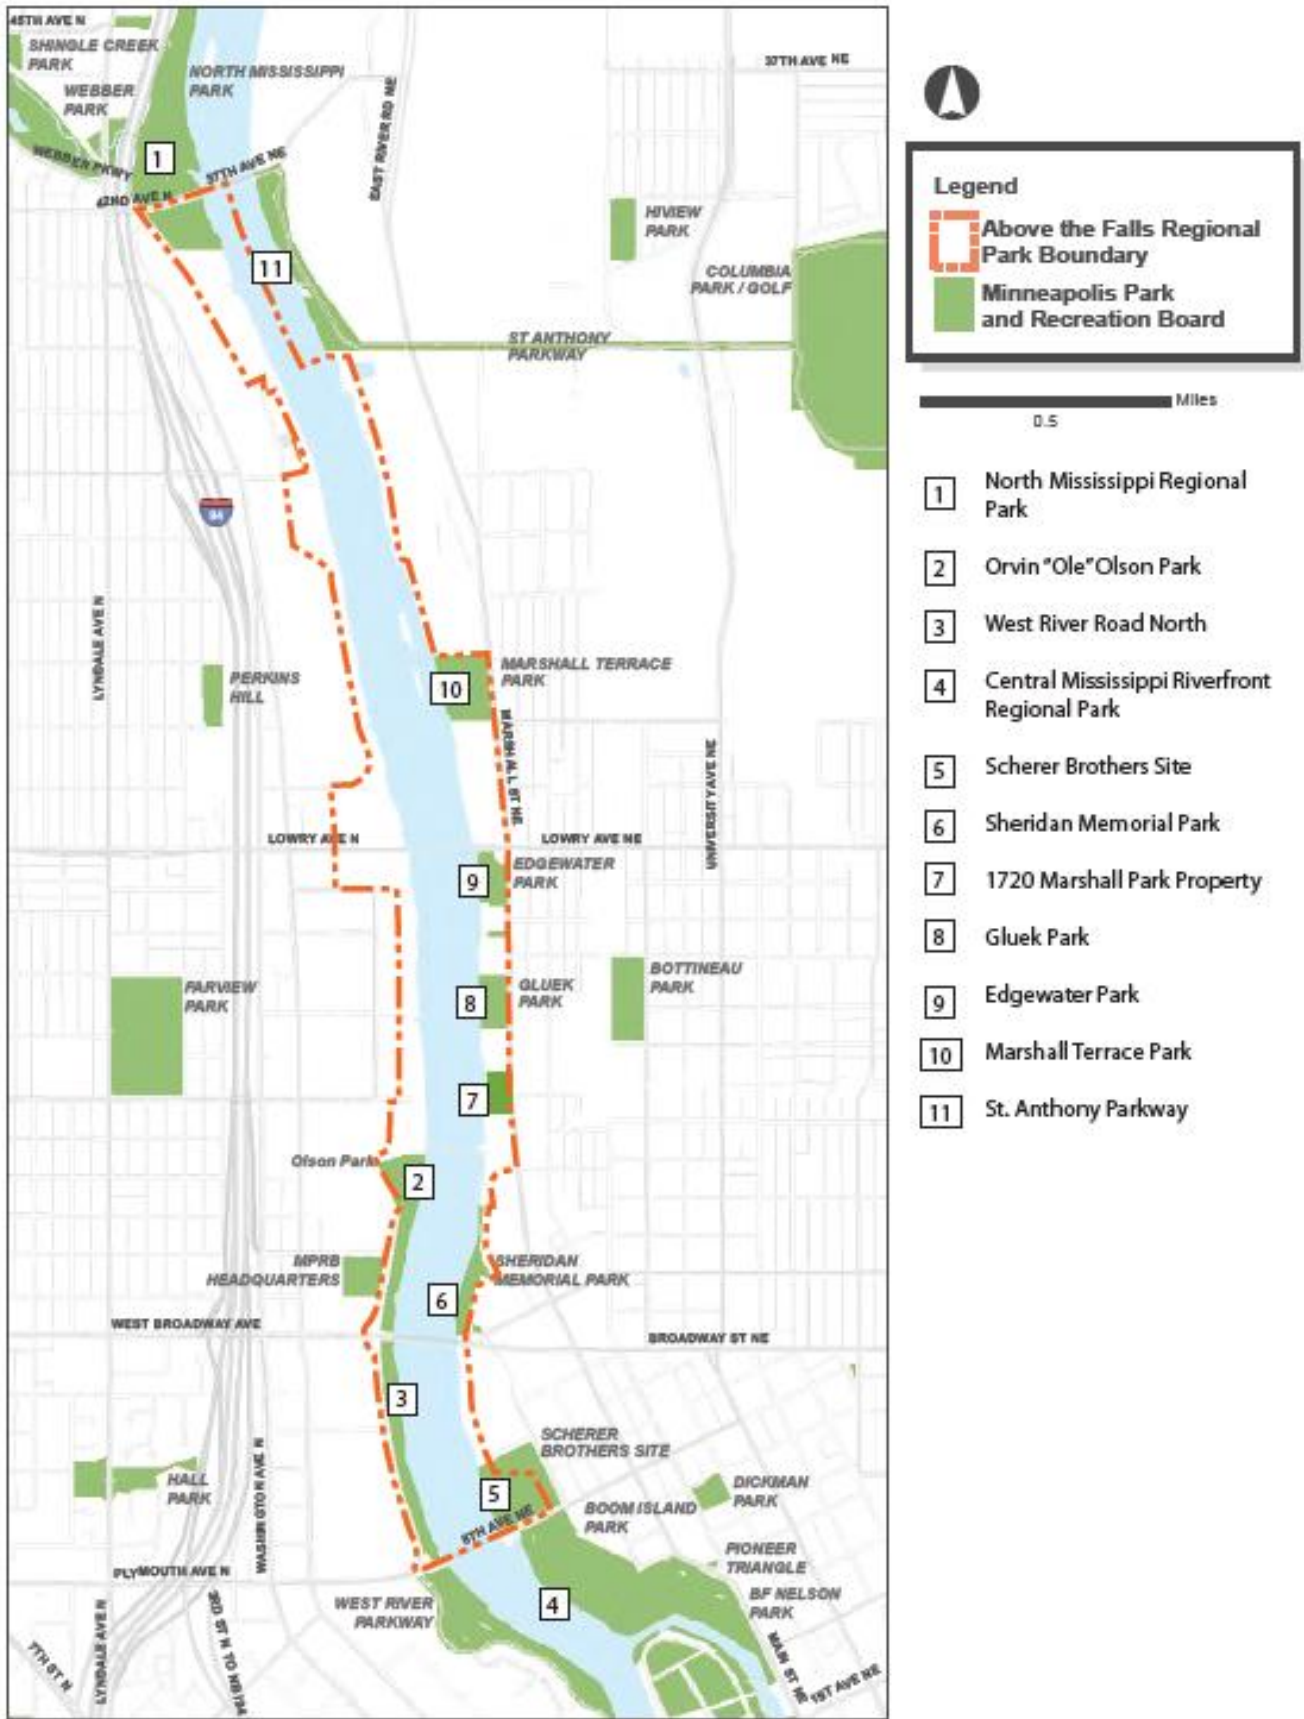 45TH AVE N
SHINGLE CREEK
PARK
WEBBER
PARK
NORTH MISSISSIPPI
PARK
37TH AVE NE
EAST RIVER RD NE
WEBBER PKWY
1
37TH AVE NE
42ND AVE N
HIVIEW
PARK
11
COLUMBIA
PARK / GOLF
ST ANTHONY
PARKWAY
94
LYNDALE AVE N
PERKINS
HILL
10
MARSHALL TERRACE
PARK
MARSHALL ST NE
UNIVERSITY AVE NE
LOWRY AVE N
LOWRY AVE NE
9
EDGEWATER
PARK
FARVIEW
PARK
8
GLUEK
PARK
BOTTINEAU
PARK
7
Olson Park
2
MPRB
HEADQUARTERS
SHERIDAN
MEMORIAL PARK
6
WEST BROADWAY AVE
BROADWAY ST NE
3
SCHERER
BROTHERS SITE
HALL
PARK
WASHINGTON AVE N
5
8TH AVE NE
BOOM ISLAND
PARK
DICKMAN
PARK
PLYMOUTH AVE N
PIONEER
TRIANGLE
WEST RIVER
PARKWAY
4
BF NELSON
PARK
7TH ST N
LYNDALE AVE N
3RD ST N TO NB I94
MAIN ST NE
1ST AVE NE
Legend
Above the Falls Regional
Park Boundary
Minneapolis Park
and Recreation Board
Miles
0.5
1 North Mississippi Regional
Park
2 Orvin "Ole" Olson Park
3 West River Road North
4 Central Mississippi Riverfront
Regional Park
5 Scherer Brothers Site
6 Sheridan Memorial Park
7 1720 Marshall Park Property
8 Gluek Park
9 Edgewater Park
10 Marshall Terrace Park
11 St. Anthony Parkway